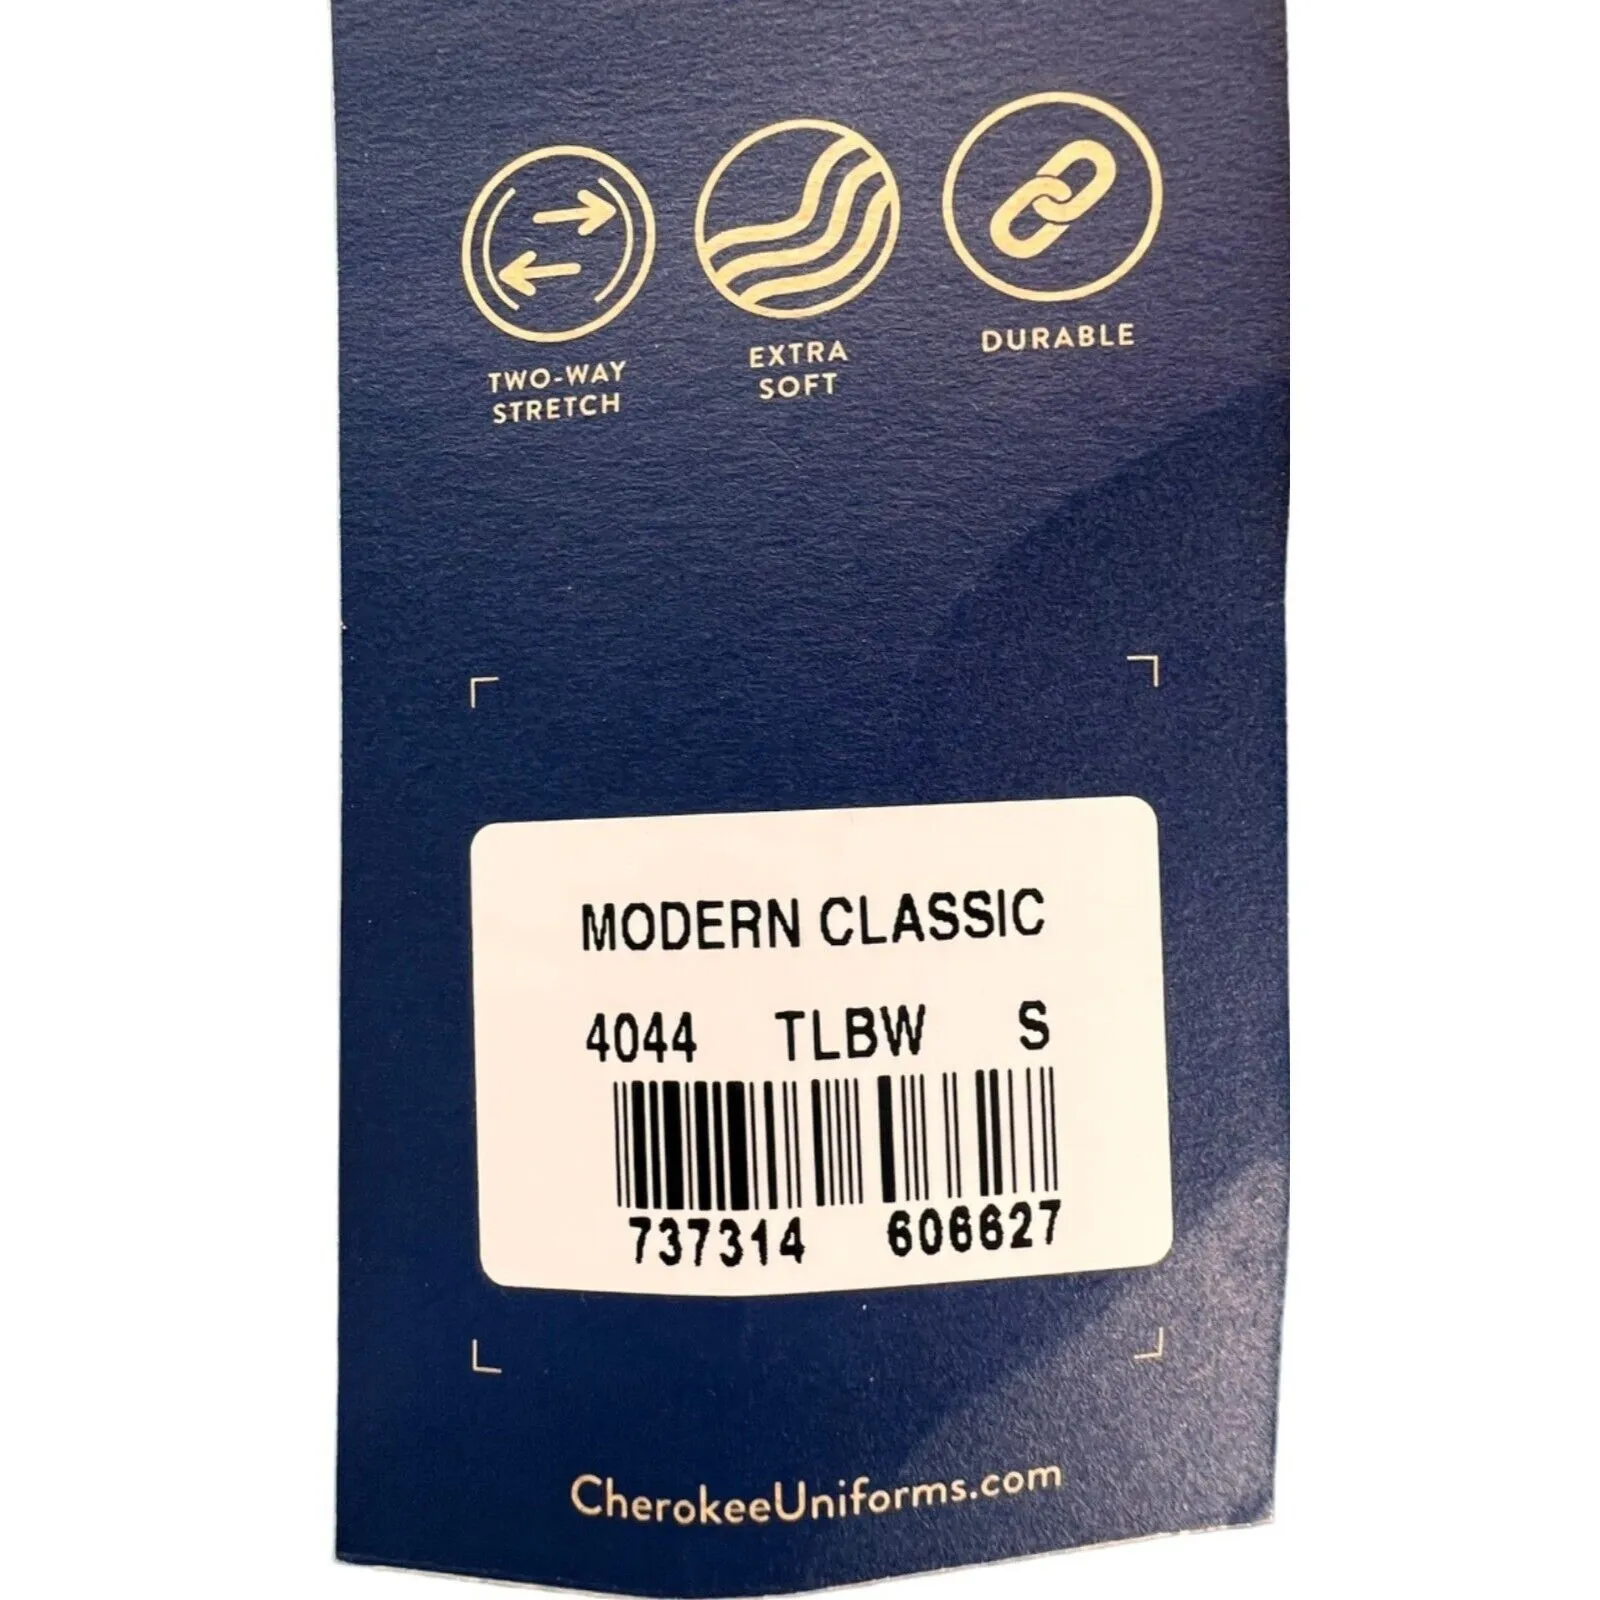 TWO-WAY
STRETCH
EXTRA
SOFT
DURABLE
MODERN CLASSIC
4044 TLBW S
737314 606627
CherokeeUniforms.com